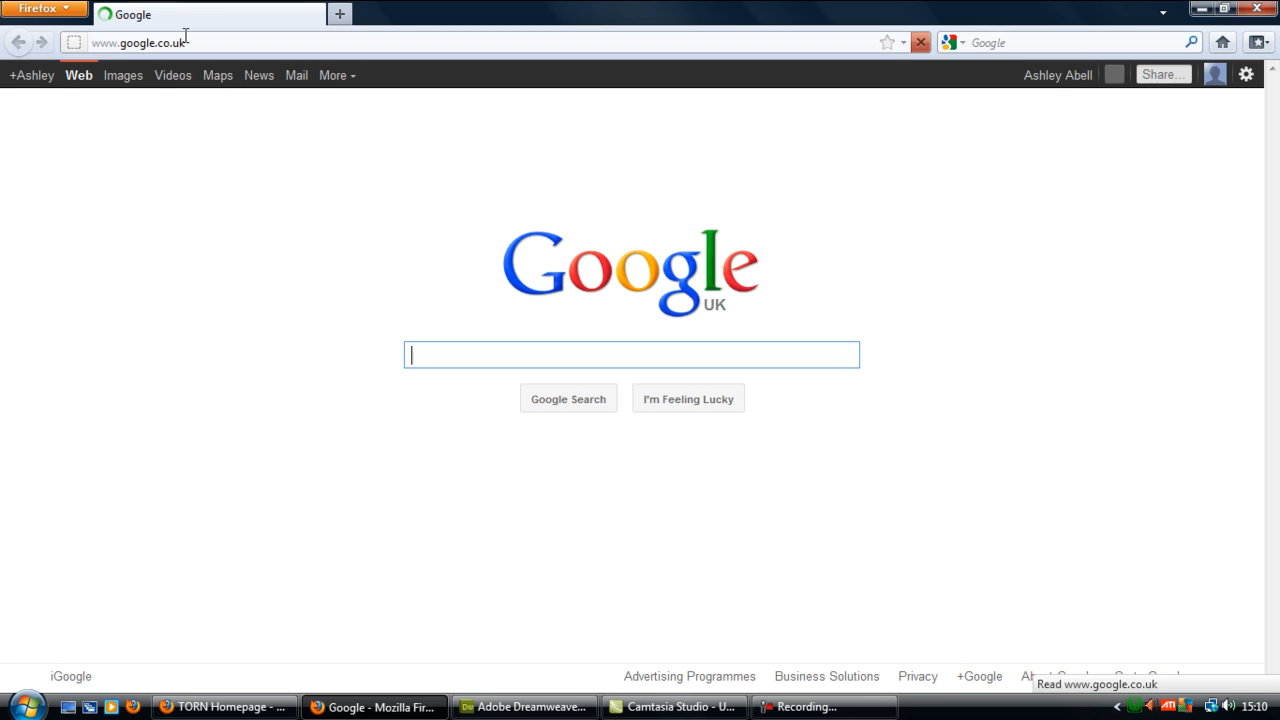 Firefox
Google
www.google.co.uk
Google
+Ashley Web Images Videos Maps News Mail More
Ashley Abell Share...
Google
UK
Google Search I'm Feeling Lucky
iGoogle Advertising Programmes Business Solutions Privacy +Google
Read www.google.co.uk
TORN Homepage - ... Google - Mozilla Fir... Adobe Dreamweave... Camtasia Studio - U... Recording... 15:10